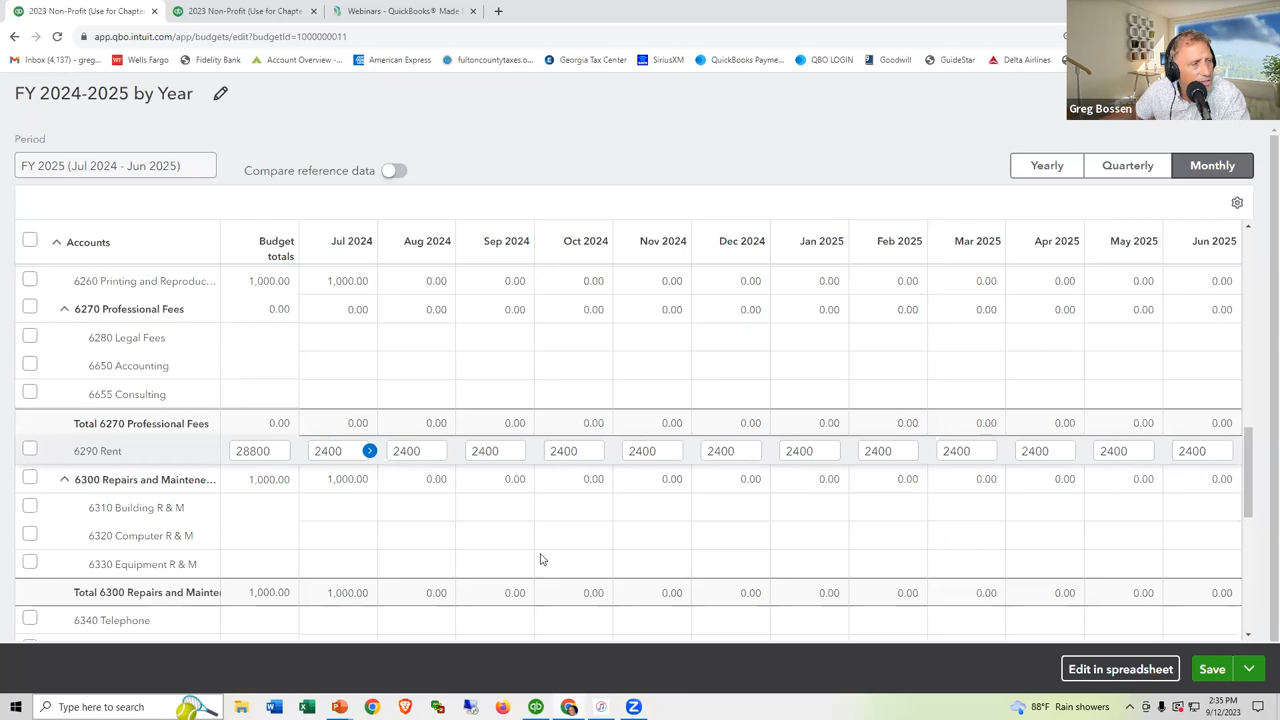 2023 Non-Profit (Use for Chapte
2023 Non-Profit (Use for Chapte
Webinars - QuickBooks® Made
app.qbo.intuit.com/app/budgets/edit?budgetId=1000000011
Inbox (4,137) - greg...
Wells Fargo
Fidelity Bank
Account Overview -...
American Express
fultoncountytaxes.o...
Georgia Tax Center
SiriusXM
QuickBooks Payme...
QBO LOGIN
Goodwill
GuideStar
Delta Airlines
Greg Bossen
FY 2024-2025 by Year
Period
FY 2025 (Jul 2024 - Jun 2025)
Compare reference data
Yearly Quarterly Monthly
Accounts Budget totals Jul 2024 Aug 2024 Sep 2024 Oct 2024 Nov 2024 Dec 2024 Jan 2025 Feb 2025 Mar 2025 Apr 2025 May 2025 Jun 2025
6260 Printing and Reproduc... 1,000.00 1,000.00 0.00 0.00 0.00 0.00 0.00 0.00 0.00 0.00 0.00 0.00 0.00
6270 Professional Fees 0.00 0.00 0.00 0.00 0.00 0.00 0.00 0.00 0.00 0.00 0.00 0.00 0.00
6280 Legal Fees
6650 Accounting
6655 Consulting
Total 6270 Professional Fees 0.00 0.00 0.00 0.00 0.00 0.00 0.00 0.00 0.00 0.00 0.00 0.00 0.00
6290 Rent 28800 2400 2400 2400 2400 2400 2400 2400 2400 2400 2400 2400 2400
6300 Repairs and Maintene... 1,000.00 1,000.00 0.00 0.00 0.00 0.00 0.00 0.00 0.00 0.00 0.00 0.00 0.00
6310 Building R & M
6320 Computer R & M
6330 Equipment R & M
Total 6300 Repairs and Mainte 1,000.00 1,000.00 0.00 0.00 0.00 0.00 0.00 0.00 0.00 0.00 0.00 0.00 0.00
6340 Telephone
Edit in spreadsheet
Save
Type here to search
88°F Rain showers
2:35 PM
9/12/2023